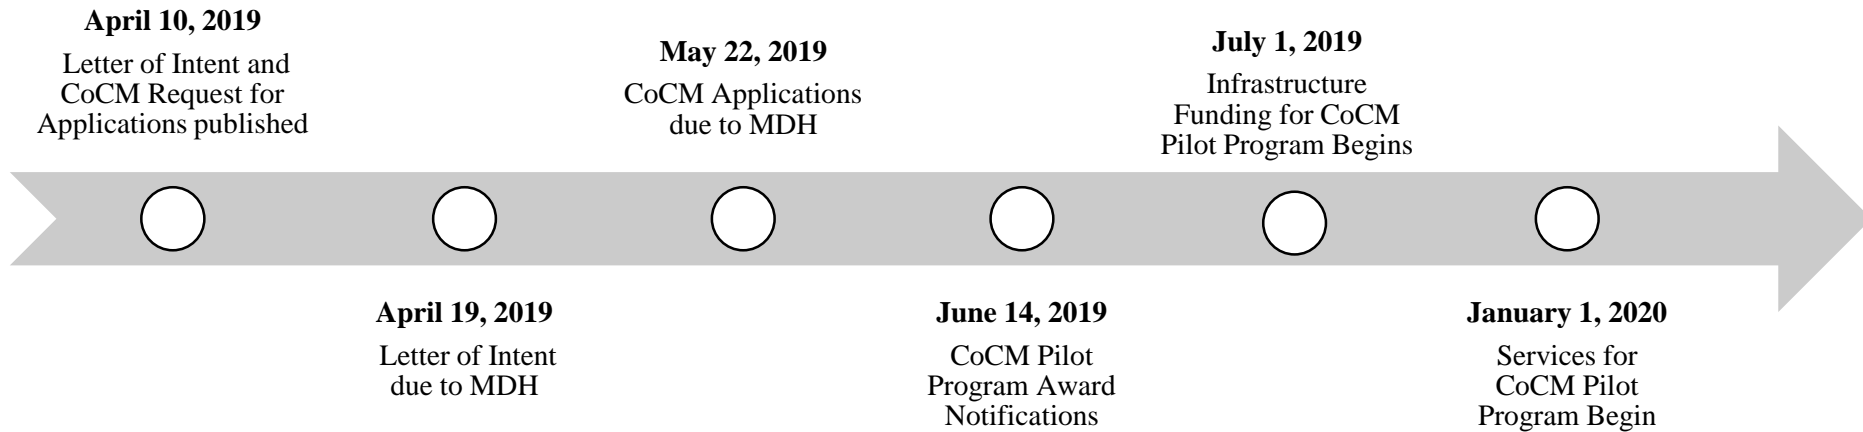 April 10, 2019
Letter of Intent and
CoCM Request for
Applications published
April 19, 2019
Letter of Intent
due to MDH
May 22, 2019
CoCM Applications
due to MDH
June 14, 2019
CoCM Pilot
Program Award
Notifications
July 1, 2019
Infrastructure
Funding for CoCM
Pilot Program Begins
January 1, 2020
Services for
CoCM Pilot
Program Begin